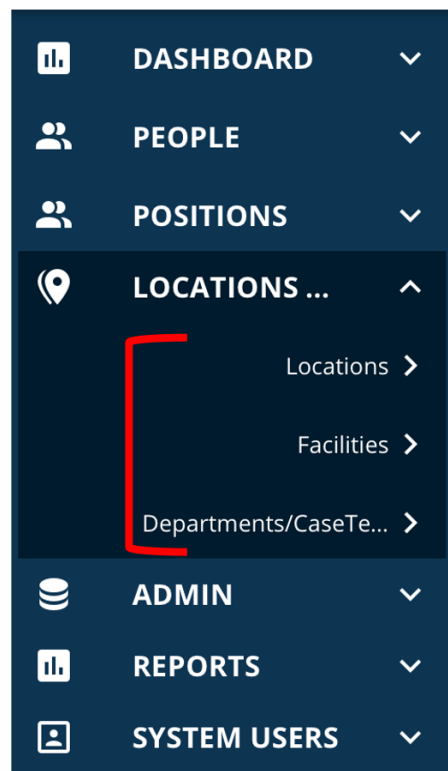 DASHBOARD
PEOPLE
POSITIONS
LOCATIONS ...
Locations
Facilities
Departments/CaseTe...
ADMIN
REPORTS
SYSTEM USERS